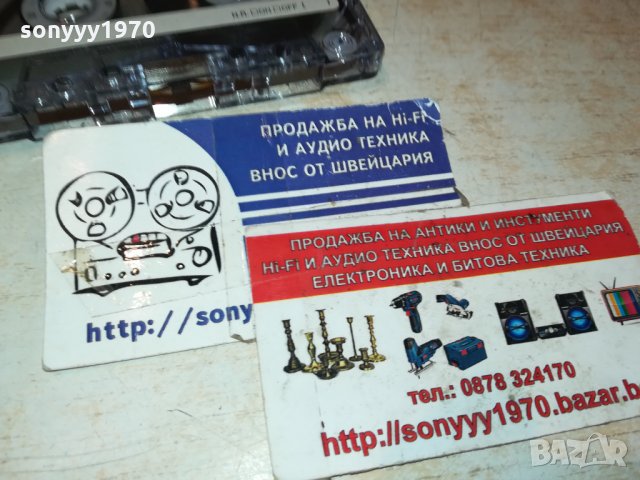 sonyyy1970
ПРОДАЖБА НА Hi-Fi
И АУДИО ТЕХНИКА
ВНОС ОТ ШВЕЙЦАРИЯ
http://sony
ПРОДАЖБА НА АНТИКИ И ИНСТУМЕНТИ
Hi-Fi И АУДИО ТЕХНИКА ВНОС ОТ ШВЕЙЦАРИЯ
ЕЛЕКТРОНИКА И БИТОВА ТЕХНИКА
тел.: 0878 324170
http://sonyyy1970.bazar.b
BAZAR